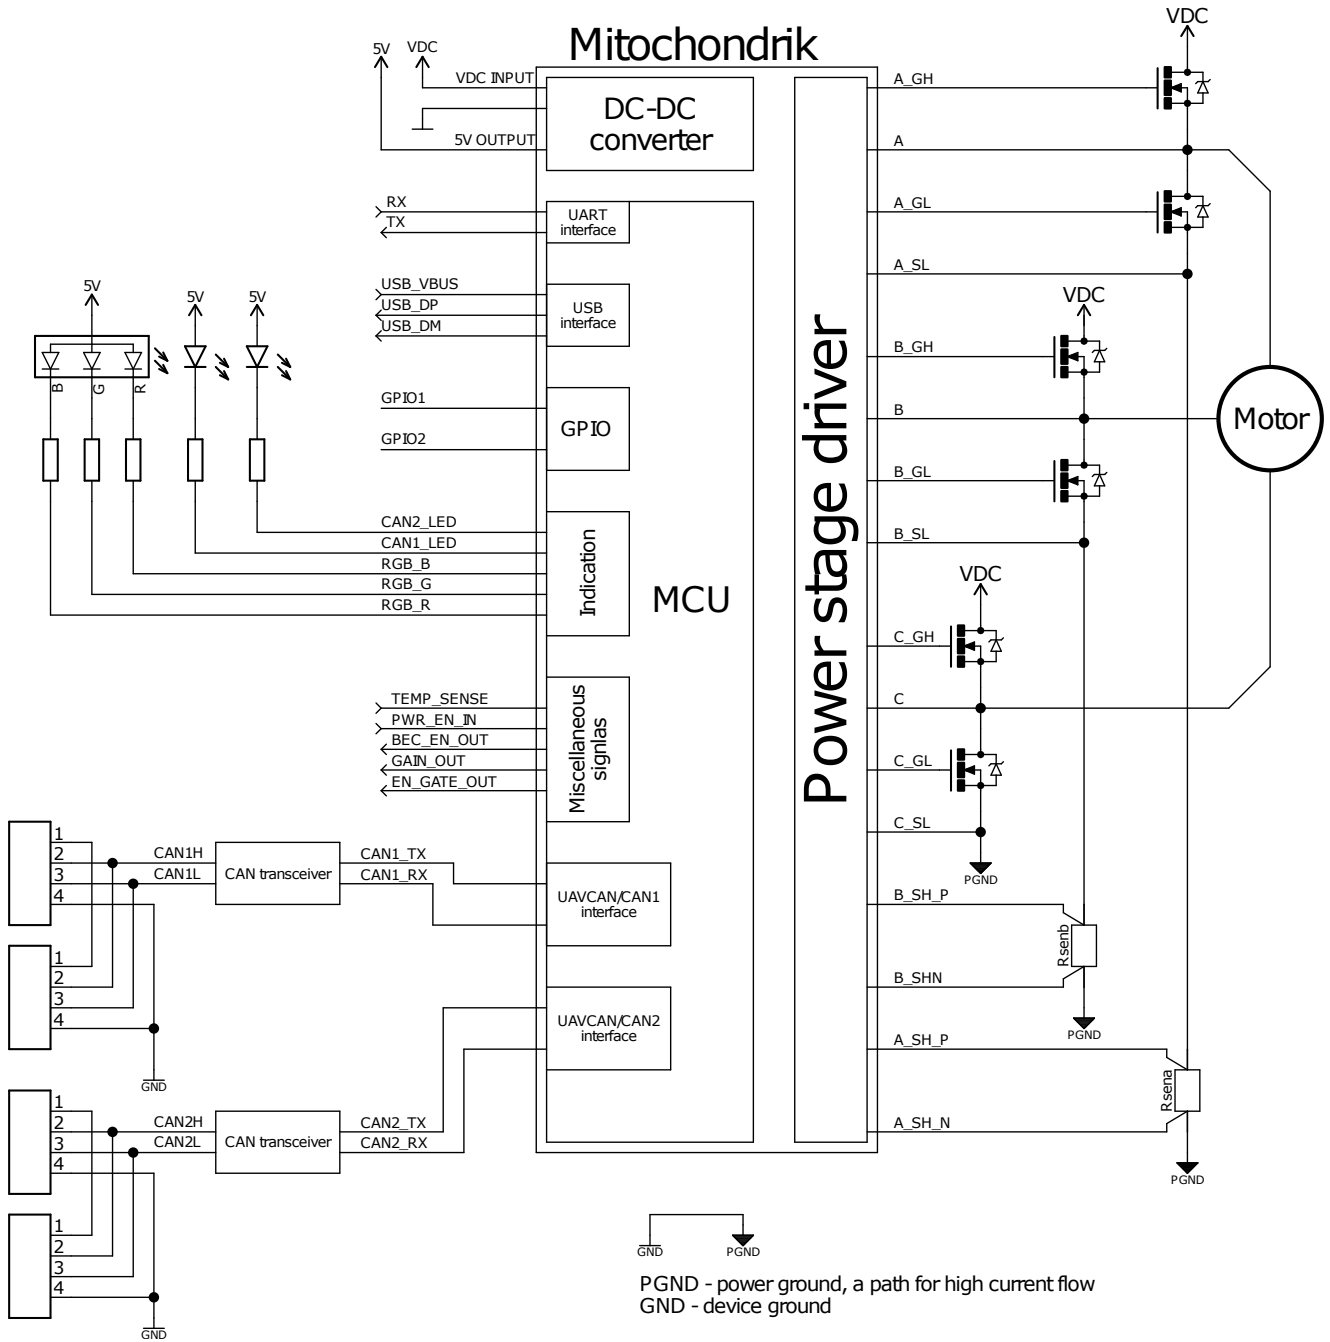 Mitochondrik
5V
VDC
VDC INPUT
5V OUTPUT
DC-DC
converter
RX
TX
UART
interface
USB_VBUS
USB_DP
USB_DM
USB
interface
GPIO1
GPIO2
GPIO
5V
5V
5V
B
G
R
CAN2_LED
CAN1_LED
RGB_B
RGB_G
RGB_R
Indication
MCU
TEMP_SENSE
PWR_EN_IN
BEC_EN_OUT
GAIN_OUT
EN_GATE_OUT
Miscellaneous
signlas
1
2
3
4
CAN1H
CAN1L
CAN transceiver
CAN1_TX
CAN1_RX
UAVCAN/CAN1
interface
1
2
3
4
GND
UAVCAN/CAN2
interface
1
2
3
4
CAN2H
CAN2L
CAN transceiver
CAN2_TX
CAN2_RX
1
2
3
4
GND
Power stage driver
VDC
A_GH
A
A_GL
A_SL
VDC
B_GH
B
B_GL
B_SL
Motor
VDC
C_GH
C
C_GL
C_SL
PGND
B_SH_P
Rsenb
B_SHN
PGND
A_SH_P
Rsena
A_SH_N
PGND
GND
PGND
PGND - power ground, a path for high current flow
GND - device ground